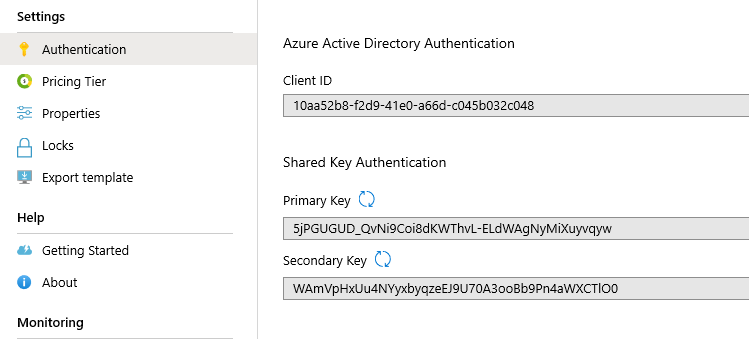 Settings
Authentication
Pricing Tier
Properties
Locks
Export template
Help
Getting Started
About
Monitoring
Azure Active Directory Authentication
Client ID
10aa52b8-f2d9-41e0-a66d-c045b032c048
Shared Key Authentication
Primary Key
5jPGUGUD_QvNi9Coi8dKWThvL-ELdWAgNyMiXuyvqyw
Secondary Key
WAmVpHxUu4NYyxbyqzeEJ9U70A3ooBb9Pn4aWXCTlO0